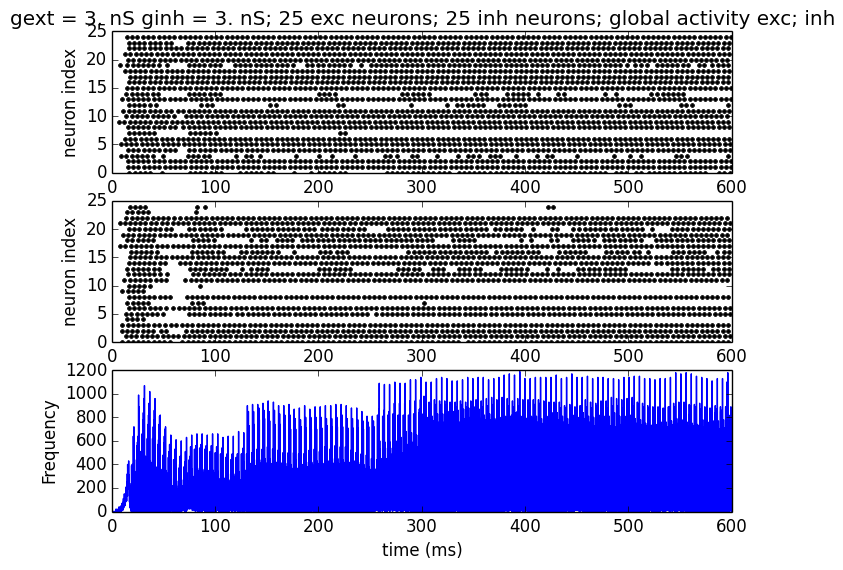 gext = 3. nS ginh = 3. nS; 25 exc neurons; 25 inh neurons; global activity exc; inh
25
20
15
10
5
0
neuron index
0 100 200 300 400 500 600
25
20
15
10
5
0
neuron index
0 100 200 300 400 500 600
1200
1000
800
600
400
200
0
Frequency
0 100 200 300 400 500 600
time (ms)